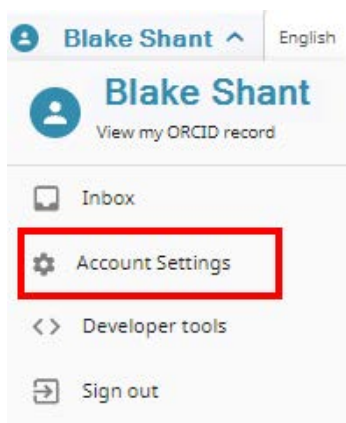 Blake Shant English
Blake Shant
View my ORCID record
Inbox
Account Settings
Developer tools
Sign out